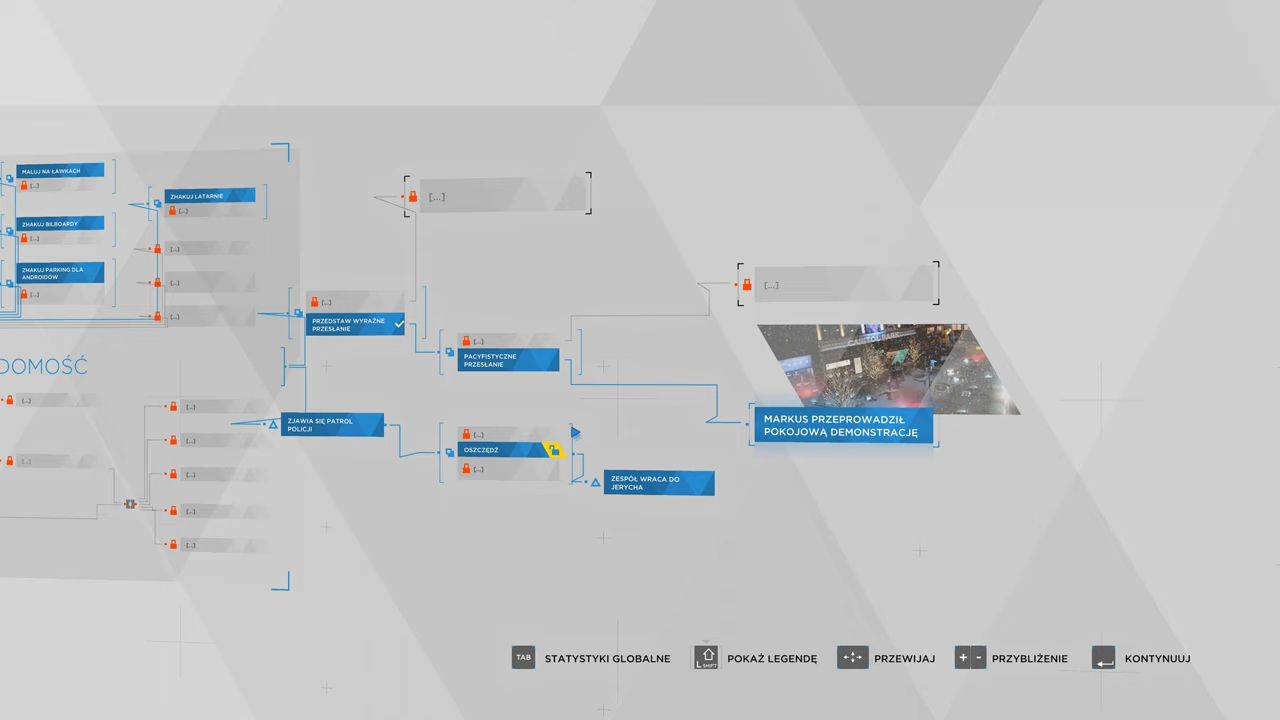 MALUJ NA ŁAWKACH
[...]
ZHAKUJ BILBOARDY
[...]
ZHAKUJ PARKING DLA
ANDROIDÓW
[...]
ZHAKUJ LATARNIE
[...]
[...]
[...]
[...]
DOMOŚĆ
[...]
[...]
[...]
[...]
[...]
[...]
[...]
[...]
PRZEDSTAW WYRAŹNE
PRZESŁANIE
ZJAWIA SIĘ PATROL
POLICJI
[...]
[...]
PACYFISTYCZNE
PRZESŁANIE
[...]
OSZCZĘDŹ
[...]
ZESPÓŁ WRACA DO
JERYCHA
[...]
CAPITOL PARK
MARKUS PRZEPROWADZIŁ
POKOJOWĄ DEMONSTRACJĘ
TAB STATYSTYKI GLOBALNE
L SHIFT POKAŻ LEGENDĘ
PRZEWIJAJ
+ - PRZYBLIŻENIE
KONTYNUUJ